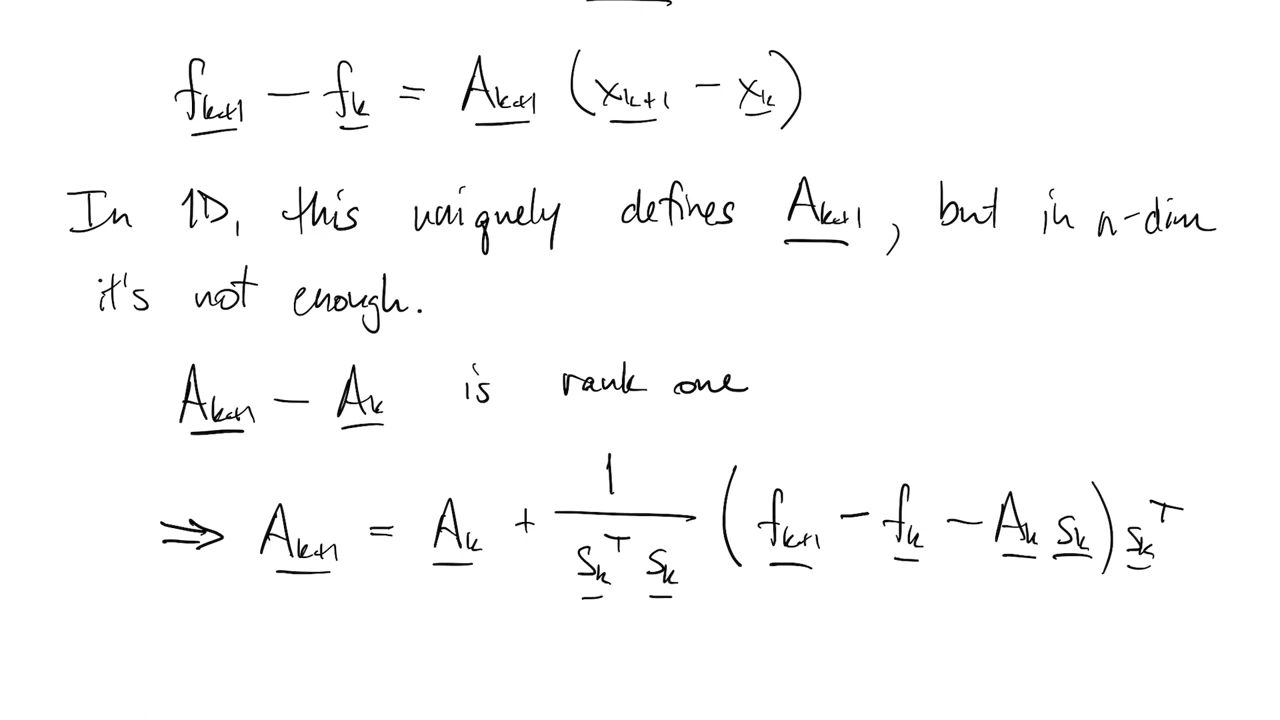 f_{k+1} - f_k = A_{k+1} (x_{k+1} - x_k)
In 1D, this uniquely defines A_{k+1}, but in n-dim
it's not enough.
A_{k+1} - A_k is rank one
⇒ A_{k+1} = A_k + \frac{1}{s_k^T s_k} (f_{k+1} - f_k - A_k s_k) s_k^T